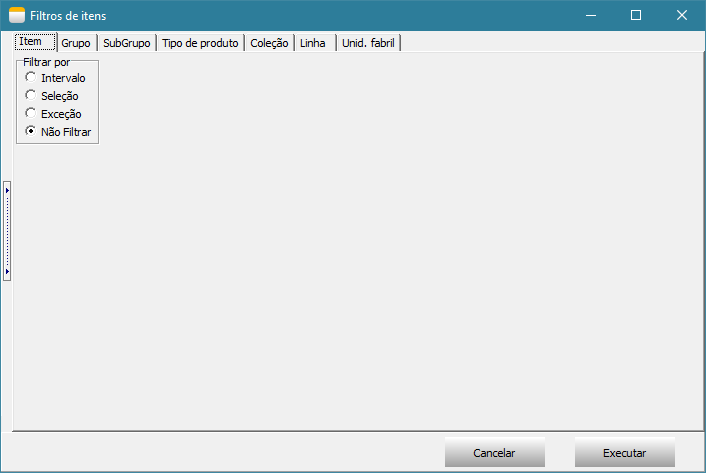 Filtros de itens
Item Grupo SubGrupo Tipo de produto Coleção Linha Unid. fabril
Filtrar por
Intervalo
Seleção
Exceção
Não Filtrar
Cancelar Executar